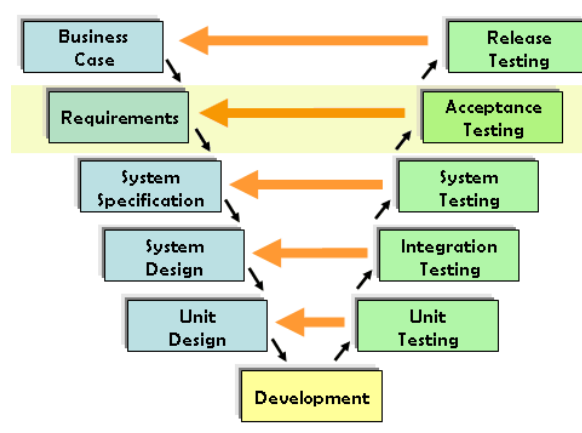 Business
Case
Release
Testing
Requirements
Acceptance
Testing
System
Specification
System
Testing
System
Design
Integration
Testing
Unit
Design
Unit
Testing
Development